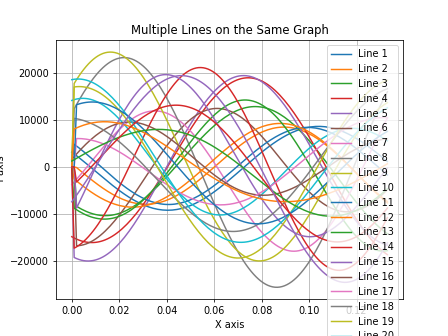 Multiple Lines on the Same Graph
20000
10000
0
−10000
−20000
0.00
0.02
0.04
0.06
0.08
0.10
X axis
Line 1
Line 2
Line 3
Line 4
Line 5
Line 7
Line 8
Line 9
Line 10
Line 11
Line 12
Line 13
Line 14
Line 15
Line 16
Line 17
Line 18
Line 19
Line 20